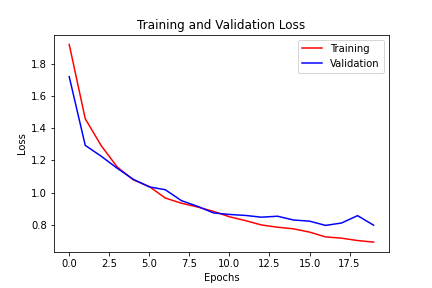 Training and Validation Loss
Training
Validation
Loss
1.8
1.6
1.4
1.2
1.0
0.8
0.0 2.5 5.0 7.5 10.0 12.5 15.0 17.5
Epochs